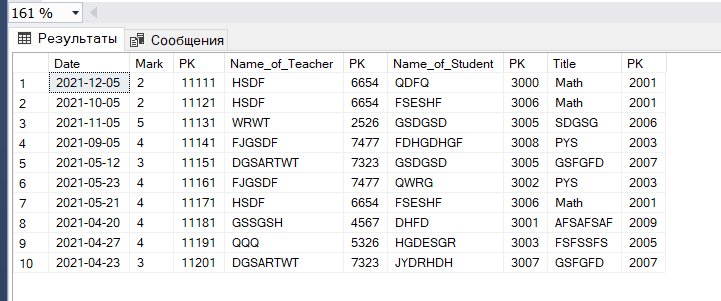 161 %
Результаты Сообщения
Date Mark PK Name_of_Teacher PK Name_of_Student PK Title PK
1 2021-12-05 2 11111 HSDF 6654 QDFQ 3000 Math 2001
2 2021-10-05 2 11121 HSDF 6654 FSESHF 3006 Math 2001
3 2021-11-05 5 11131 WRWT 2526 GSDGSD 3005 SDGSG 2006
4 2021-09-05 4 11141 FJGSDF 7477 FDHGDHGF 3008 PYS 2003
5 2021-05-12 3 11151 DGSARTWT 7323 GSDGSD 3005 GSFGFD 2007
6 2021-05-23 4 11161 FJGSDF 7477 QWRG 3002 PYS 2003
7 2021-05-21 4 11171 HSDF 6654 FSESHF 3006 Math 2001
8 2021-04-20 4 11181 GSSGSH 4567 DHFD 3001 AFSAFSAF 2009
9 2021-04-27 4 11191 QQQ 5326 HGDESGR 3003 FSFSSFS 2005
10 2021-04-23 3 11201 DGSARTWT 7323 JYDRHDH 3007 GSFGFD 2007